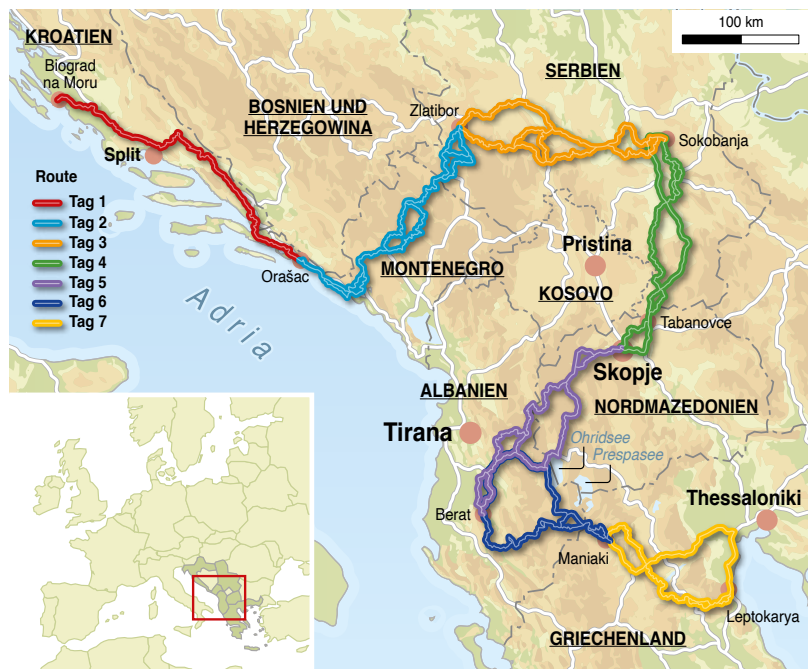 100 km
KROATIEN
Biograd
na Moru
SERBIEN
BOSNIEN UND
HERZEGOWINA
Zlatibor
Sokobanja
Split
Route
Tag 1
Tag 2
Tag 3
Tag 4
Tag 5
Tag 6
Tag 7
Orašac
MONTENEGRO
Pristina
KOSOVO
Adria
Tabanovce
Skopje
ALBANIEN
NORDMAZEDONIEN
Tirana
Ohridsee
Prespasee
Thessaloniki
Berat
Maniaki
Leptokarya
GRIECHENLAND